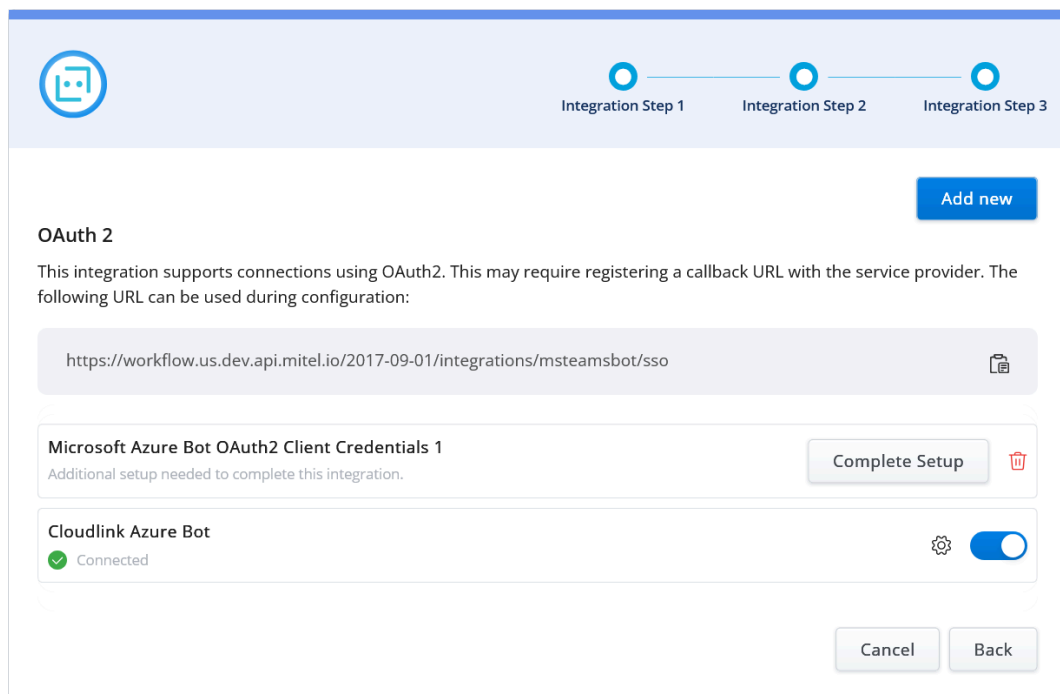 Integration Step 1
Integration Step 2
Integration Step 3
Add new
OAuth 2
This integration supports connections using OAuth2. This may require registering a callback URL with the service provider. The
following URL can be used during configuration:
https://workflow.us.dev.api.mitel.io/2017-09-01/integrations/msteamsbot/sso
Microsoft Azure Bot OAuth2 Client Credentials 1
Additional setup needed to complete this integration.
Complete Setup
Cloudlink Azure Bot
Connected
Cancel
Back